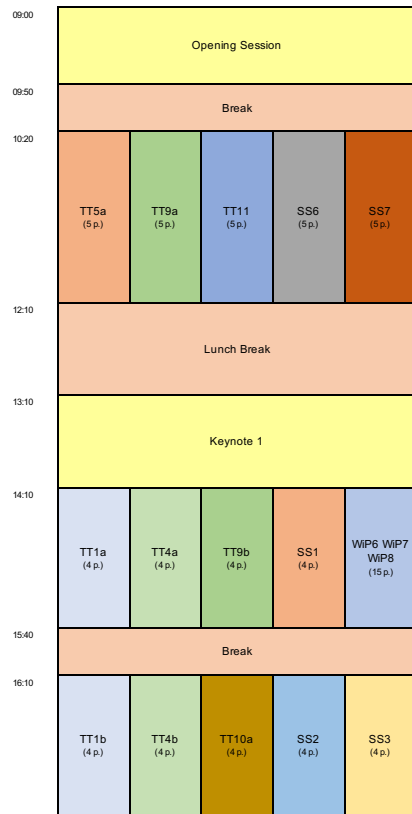 09:00
Opening Session
09:50
Break
10:20
TT5a
(5 p.)
TT9a
(5 p.)
TT11
(5 p.)
SS6
(5 p.)
SS7
(5 p.)
12:10
Lunch Break
13:10
Keynote 1
14:10
TT1a
(4 p.)
TT4a
(4 p.)
TT9b
(4 p.)
SS1
(4 p.)
WiP6 WiP7
WiP8
(15 p.)
15:40
Break
16:10
TT1b
(4 p.)
TT4b
(4 p.)
TT10a
(4 p.)
SS2
(4 p.)
SS3
(4 p.)